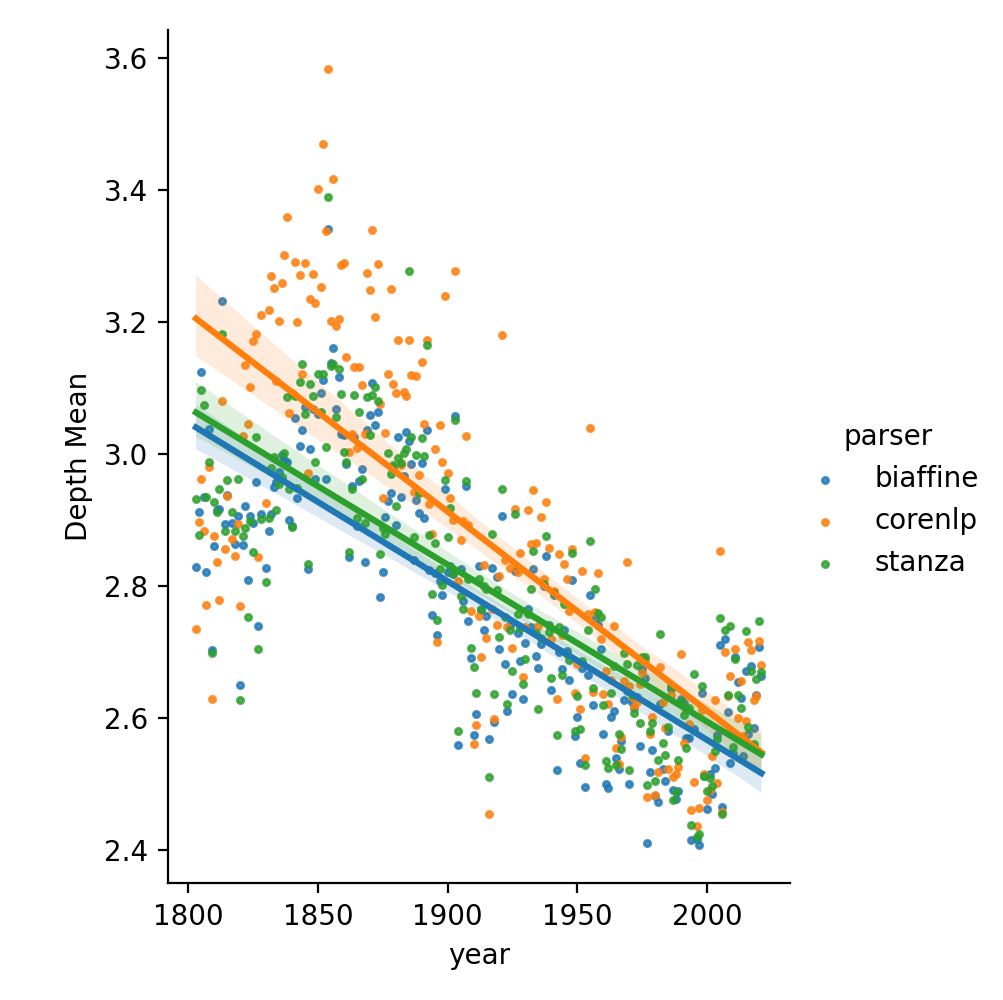 3.6
3.4
3.2
3.0
2.8
2.6
2.4
Depth Mean
1800 1850 1900 1950 2000
year
parser
biaffine
corenlp
stanza